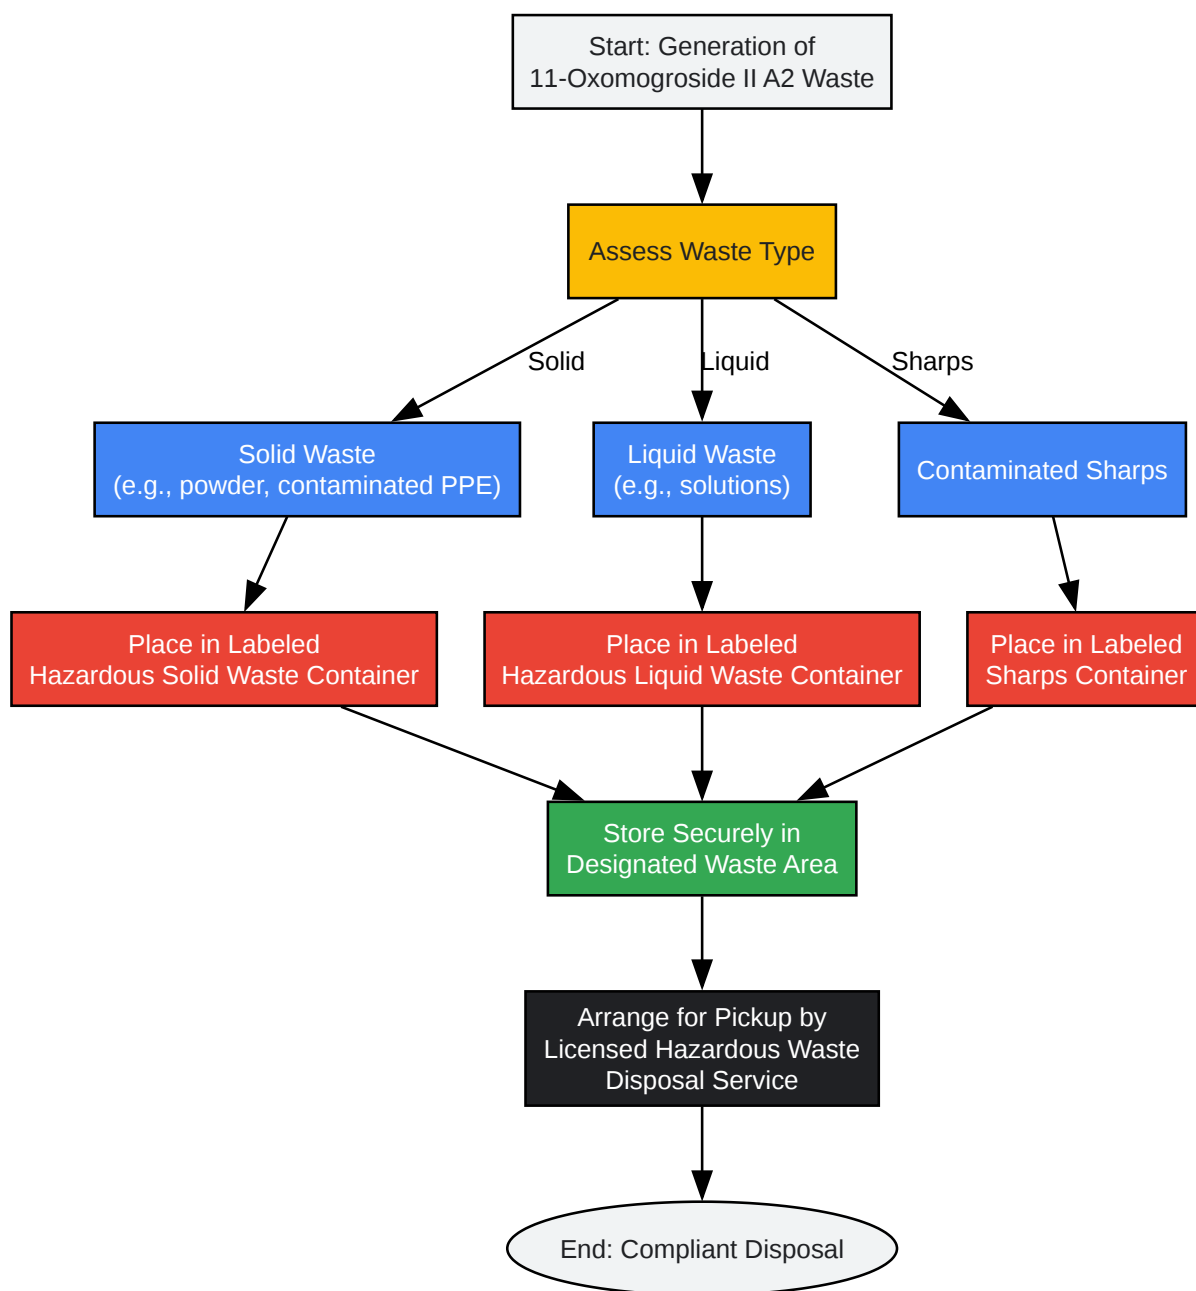 Start: Generation of
11-Oxomogroside II A2 Waste
Assess Waste Type
Solid
Liquid
Sharps
Solid Waste
(e.g., powder, contaminated PPE)
Liquid Waste
(e.g., solutions)
Contaminated Sharps
Place in Labeled
Hazardous Solid Waste Container
Place in Labeled
Hazardous Liquid Waste Container
Place in Labeled
Sharps Container
Store Securely in
Designated Waste Area
Arrange for Pickup by
Licensed Hazardous Waste
Disposal Service
End: Compliant Disposal